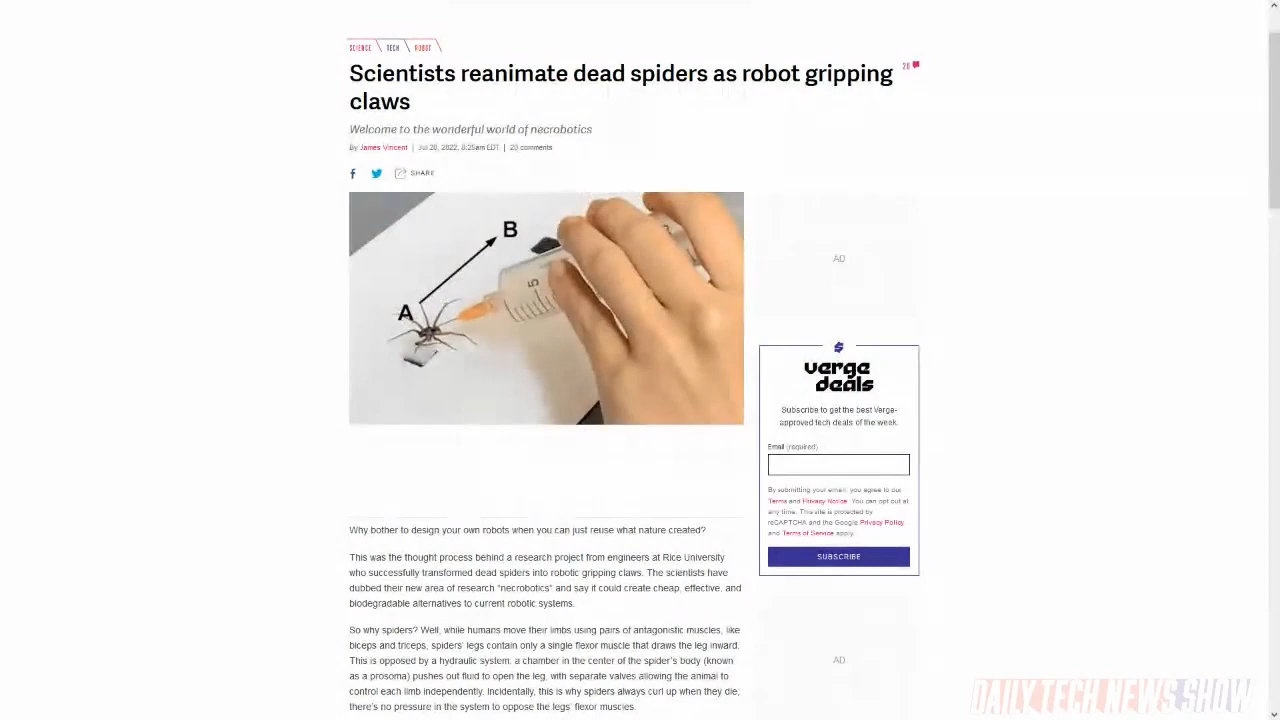 SCIENCE TECH ROBOT
Scientists reanimate dead spiders as robot gripping
claws
20
Welcome to the wonderful world of necrobotics
By James Vincent | Jul 26, 2022, 8:25am EDT | 20 comments
SHARE
A
B
5
AD
verge
deals
Subscribe to get the best Verge-
approved tech deals of the week.
Email (required)
By submitting your email, you agree to our
Terms and Privacy Notice. You can opt out at
any time. This site is protected by
reCAPTCHA and the Google Privacy Policy
and Terms of Service apply.
SUBSCRIBE
Why bother to design your own robots when you can just reuse what nature created?
This was the thought process behind a research project from engineers at Rice University
who successfully transformed dead spiders into robotic gripping claws. The scientists have
dubbed their new area of research “necrobotics” and say it could create cheap, effective, and
biodegradable alternatives to current robotic systems.
So why spiders? Well, while humans move their limbs using pairs of antagonistic muscles, like
biceps and triceps, spiders’ legs contain only a single flexor muscle that draws the leg inward.
This is opposed by a hydraulic system: a chamber in the center of the spider’s body (known
as a prosoma) pushes out fluid to open the leg, with separate valves allowing the animal to
control each limb independently. Incidentally, this is why spiders always curl up when they die;
there’s no pressure in the system to oppose the legs’ flexor muscles.
AD
DAILY TECH NEWS SHOW